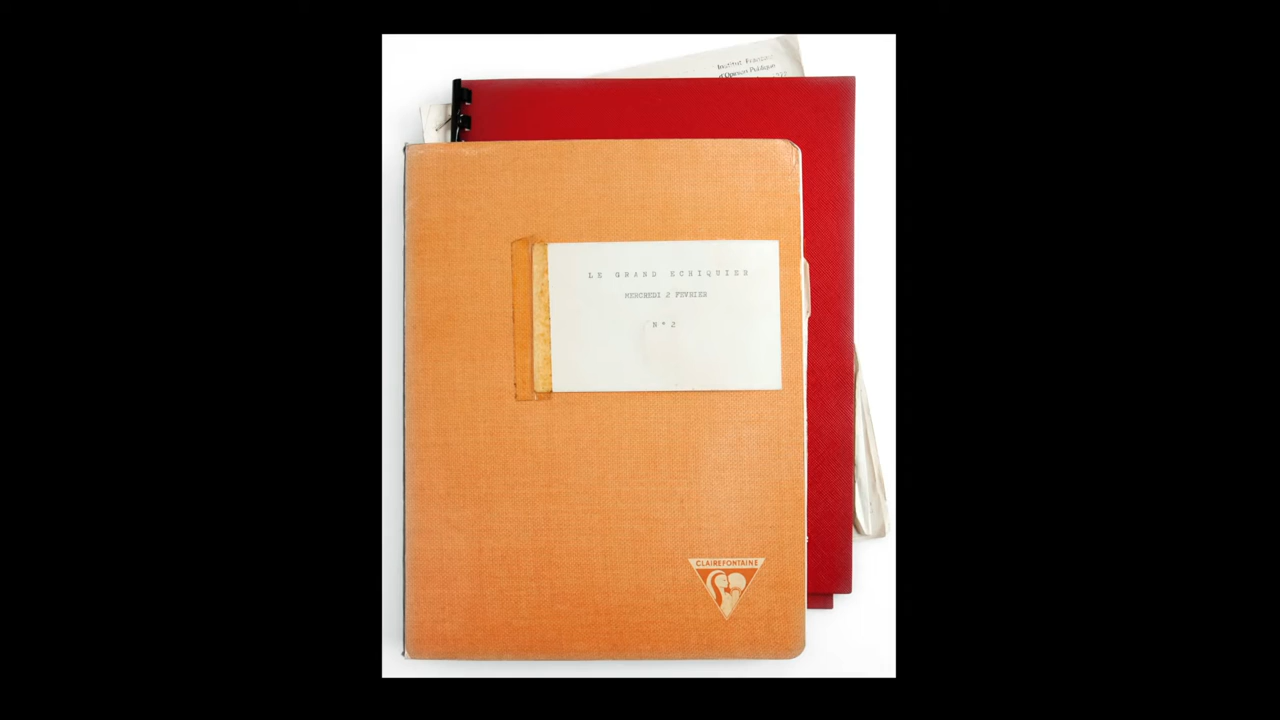 Institut Français
d'Opinion Publique
LE GRAND ECHIQUIER
MERCREDI 2 FEVRIER
N° 2
CLAIREFONTAINE